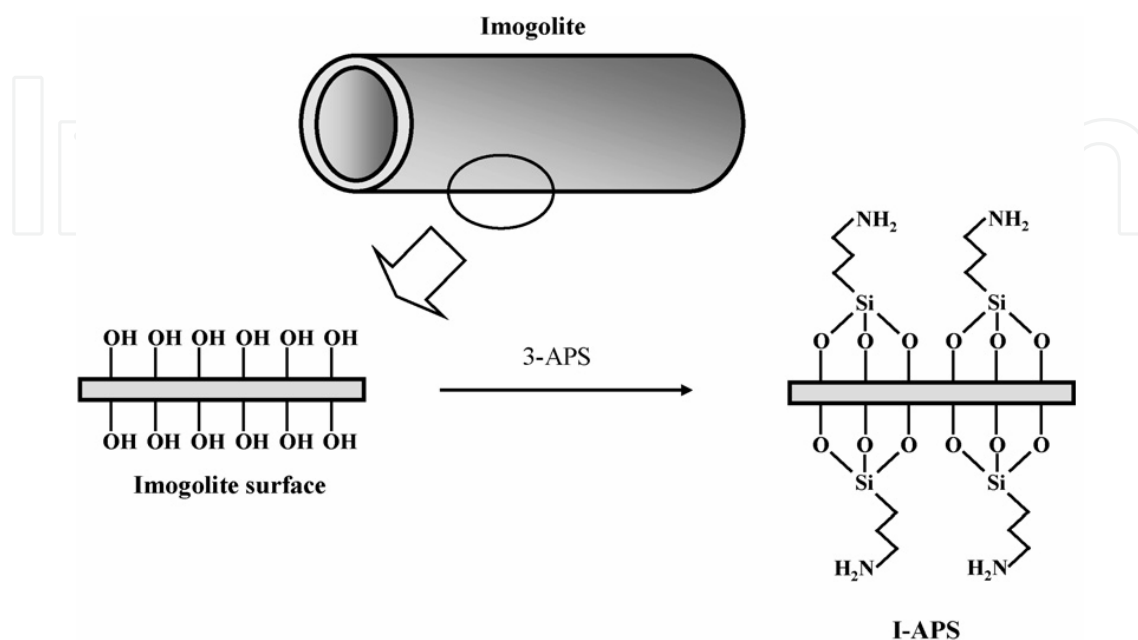 Imogolite
NH₂ NH₂
Si Si
OH OH OH OH OH OH
O O O O O O
3-APS
OH OH OH OH OH OH
O O O O O O
Imogolite surface
Si Si
H₂N H₂N
I-APS